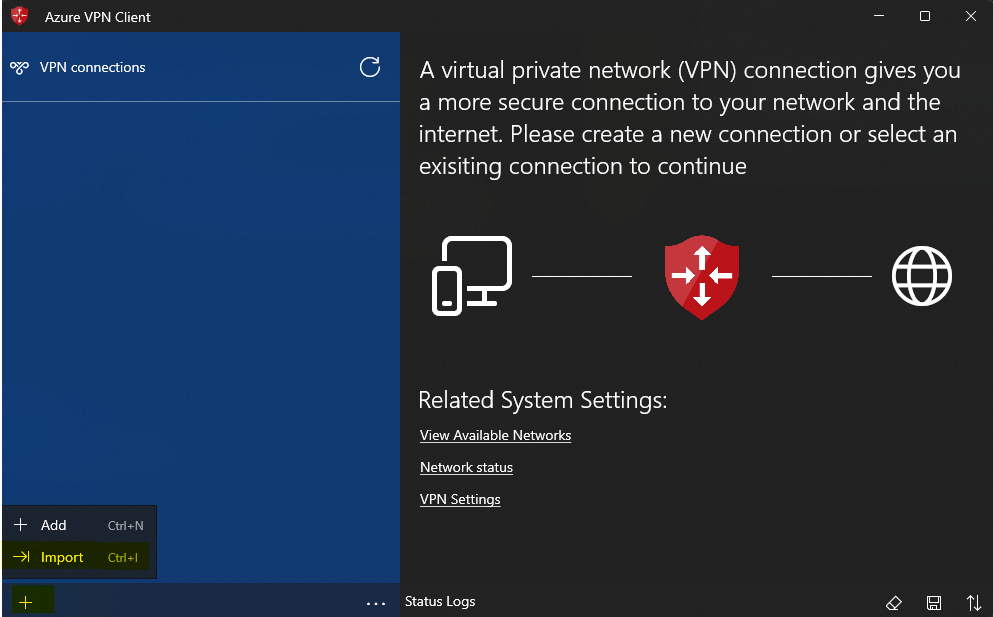 Azure VPN Client
VPN connections
A virtual private network (VPN) connection gives you
a more secure connection to your network and the
internet. Please create a new connection or select an
exisiting connection to continue
Related System Settings:
View Available Networks
Network status
VPN Settings
Add Ctrl+N
Import Ctrl+I
Status Logs